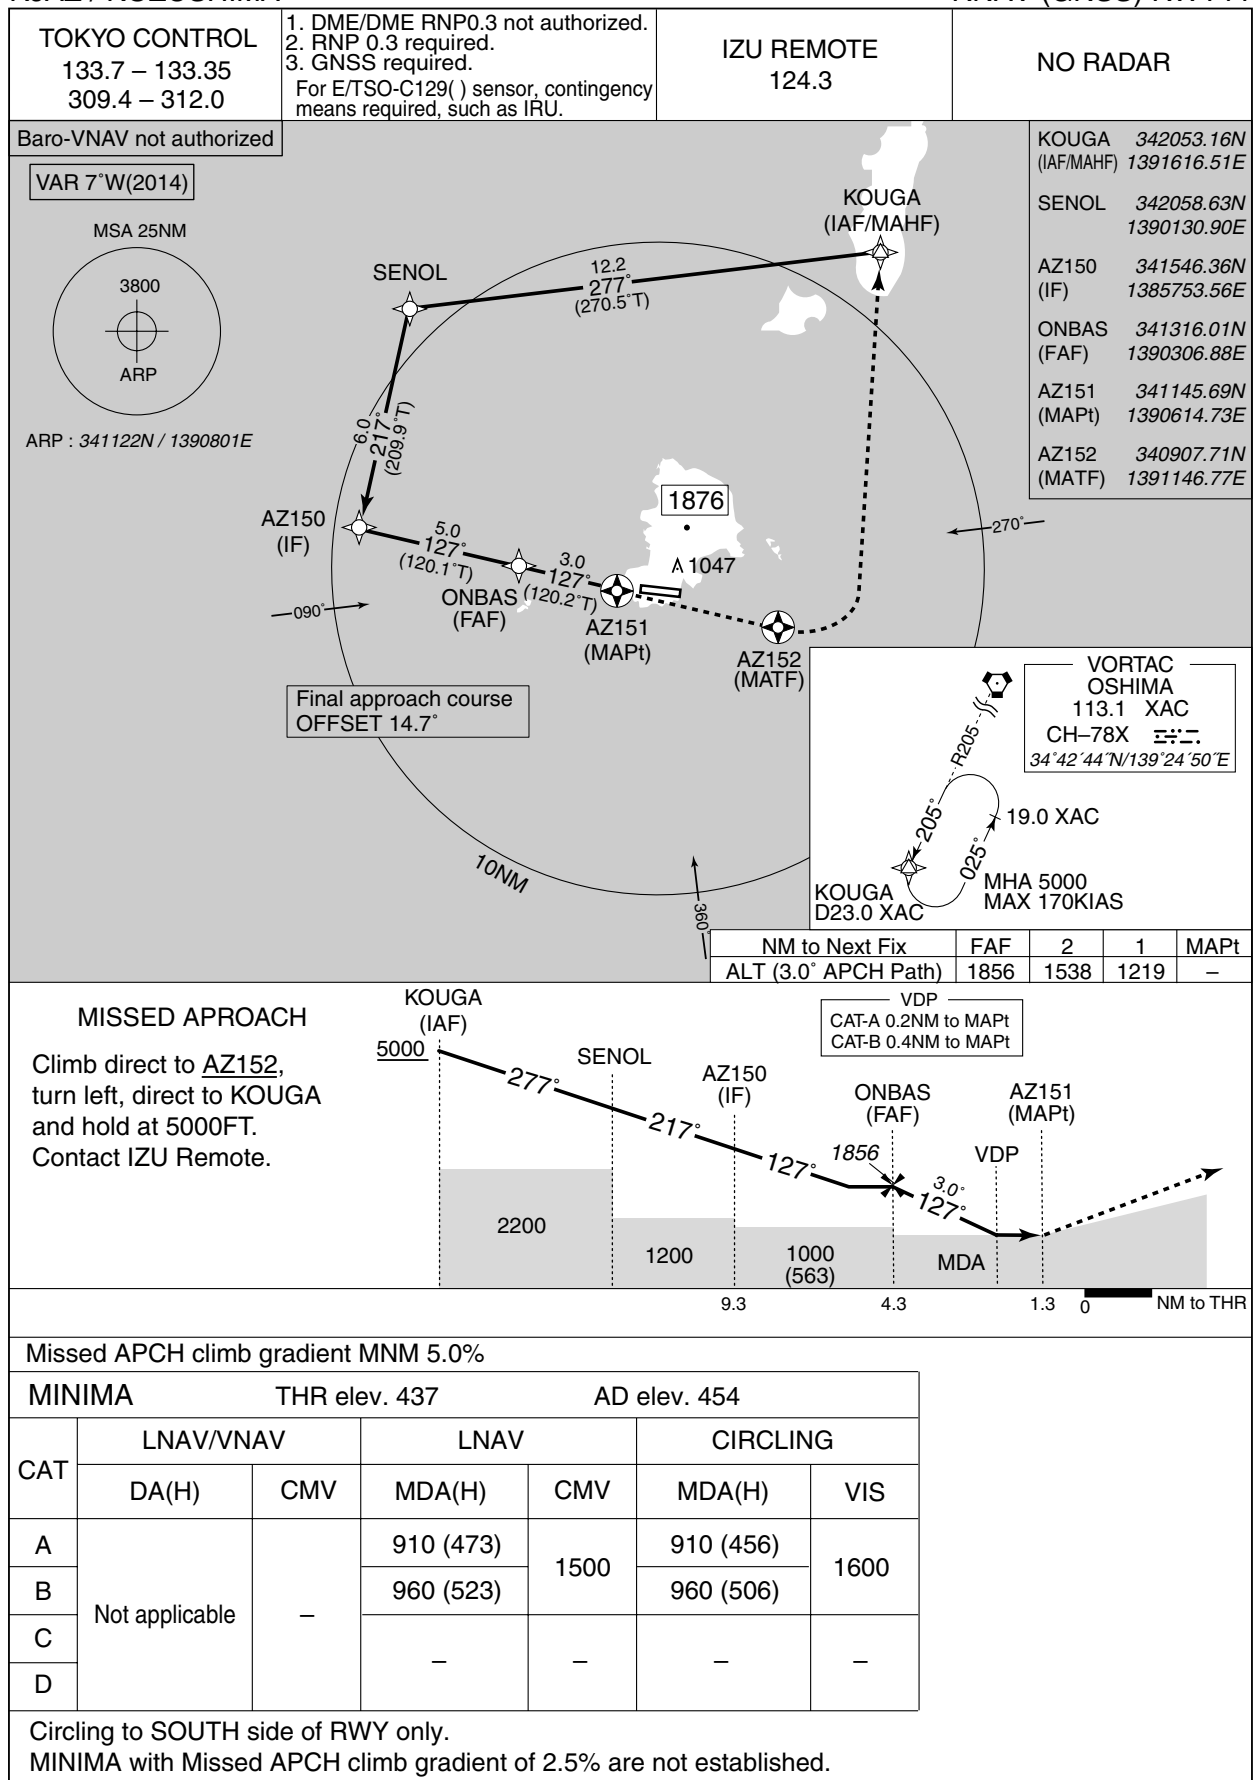 TOKYO CONTROL
133.7 – 133.35
309.4 – 312.0
1. DME/DME RNP0.3 not authorized.
2. RNP 0.3 required.
3. GNSS required.
For E/TSO-C129( ) sensor, contingency
means required, such as IRU.
IZU REMOTE
124.3
NO RADAR
Baro-VNAV not authorized
VAR 7˚W(2014)
MSA 25NM
3800
ARP
ARP : 341122N / 1390801E
KOUGA 342053.16N
(IAF/MAHF) 1391616.51E
SENOL 342058.63N
1390130.90E
AZ150 341546.36N
(IF) 1385753.56E
ONBAS 341316.01N
(FAF) 1390306.88E
AZ151 341145.69N
(MAPt) 1390614.73E
AZ152 340907.71N
(MATF) 1391146.77E
KOUGA
(IAF/MAHF)
SENOL
12.2
277˚
(270.5˚T)
6.0
217˚
(209.9˚T)
AZ150
(IF)
5.0
127˚
(120.1˚T)
3.0
127˚
(120.2˚T)
ONBAS
(FAF)
1876
1047
AZ151
(MAPt)
AZ152
(MATF)
270˚
090˚
360˚
10NM
Final approach course
OFFSET 14.7˚
VORTAC
OSHIMA
113.1 XAC
CH–78X
34˚42´44˝N/139˚24´50˝E
R205
205˚
025˚
19.0 XAC
KOUGA
D23.0 XAC
MHA 5000
MAX 170KIAS
NM to Next Fix FAF 2 1 MAPt
ALT (3.0˚ APCH Path) 1856 1538 1219 –
MISSED APROACH
Climb direct to AZ152,
turn left, direct to KOUGA
and hold at 5000FT.
Contact IZU Remote.
KOUGA
(IAF)
5000
277˚
SENOL
217˚
AZ150
(IF)
127˚
1856
ONBAS
(FAF)
3.0˚
127˚
VDP
AZ151
(MAPt)
VDP
CAT-A 0.2NM to MAPt
CAT-B 0.4NM to MAPt
2200
1200
1000
(563)
MDA
9.3 4.3 1.3 0 NM to THR
Missed APCH climb gradient MNM 5.0%
MINIMA THR elev. 437 AD elev. 454
CAT LNAV/VNAV LNAV CIRCLING
DA(H) CMV MDA(H) CMV MDA(H) VIS
A Not applicable – 910 (473) 1500 910 (456) 1600
B 960 (523) 960 (506)
C – – – –
D
Circling to SOUTH side of RWY only.
MINIMA with Missed APCH climb gradient of 2.5% are not established.